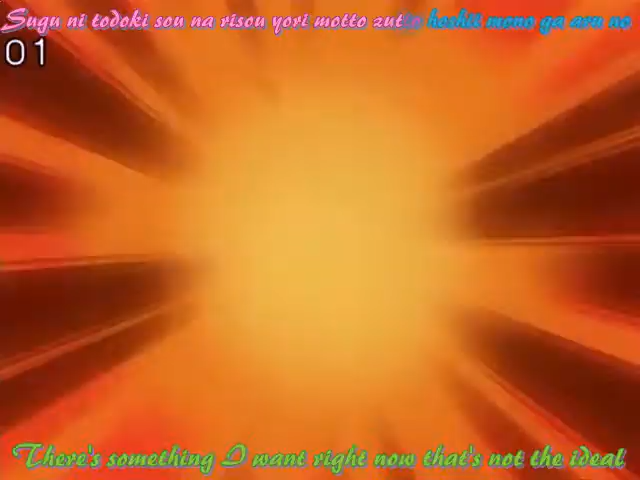 Sugu ni todoki sou na risou yori motto zutto hoshii mono ga aru no
01
There's something I want right now that's not the ideal